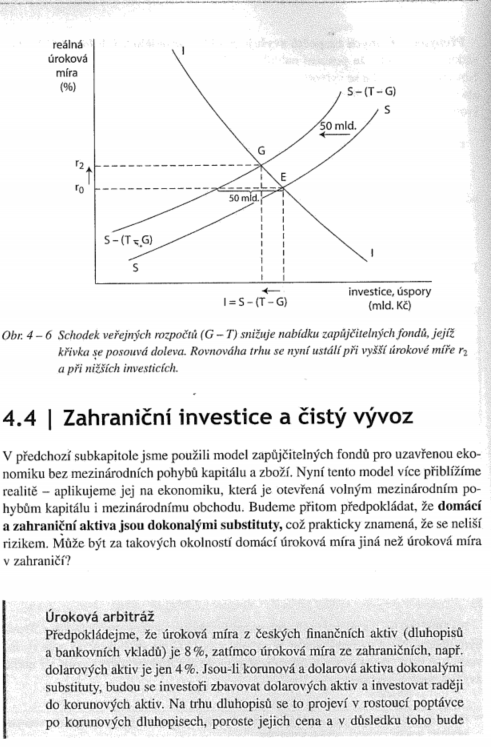 reálná
úroková
míra
(%)
I
S – (T – G)
S
50 mld.
G
r2
E
r0
50 mld.
S – (T – G)
S
I
I = S – (T – G)
investice, úspory
(mld. Kč)
Obr. 4 – 6 Schodek veřejných rozpočtů (G – T) snižuje nabídku zapůjčitelných fondů, jejíž
křivka se posouvá doleva. Rovnováha trhu se nyní ustálí při vyšší úrokové míře r2
a při nižších investicích.
4.4 | Zahraniční investice a čistý vývoz
V předchozí subkapitole jsme použili model zapůjčitelných fondů pro uzavřenou eko-
nomiku bez mezinárodních pohybů kapitálu a zboží. Nyní tento model více přiblížíme
realitě – aplikujeme jej na ekonomiku, která je otevřená volným mezinárodním po-
hybům kapitálu i mezinárodnímu obchodu. Budeme přitom předpokládat, že domácí
a zahraniční aktiva jsou dokonalými substituty, což prakticky znamená, že se neliší
rizikem. Může být za takových okolností domácí úroková míra jiná než úroková míra
v zahraničí?
Úroková arbitráž
Předpokládejme, že úroková míra z českých finančních aktiv (dluhopisů
a bankovních vkladů) je 8 %, zatímco úroková míra ze zahraničních, např.
dolarových aktiv je jen 4 %. Jsou-li korunová a dolarová aktiva dokonalými
substituty, budou se investoři zbavovat dolarových aktiv a investovat raději
do korunových aktiv. Na trhu dluhopisů se to projeví v rostoucí poptávce
po korunových dluhopisech, poroste jejich cena a v důsledku toho bude